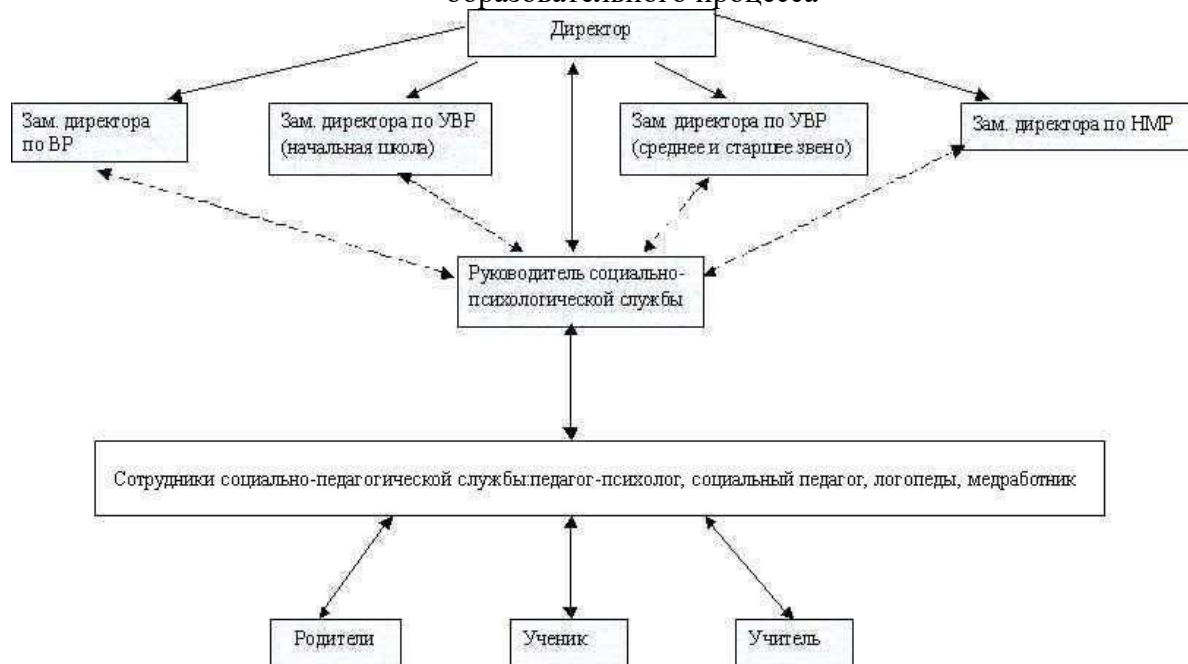 образовательного процесса
Директор
Зам. директора
по ВР
Зам. директора по УВР
(начальная школа)
Зам. директора по УВР
(среднее и старшее звено)
Зам. директора по НМР
Руководитель социально-
психологической службы
Сотрудники социально-педагогической службы:педагог-психолог, социальный педагог, логопеды, медработник
Родители
Ученик
Учитель